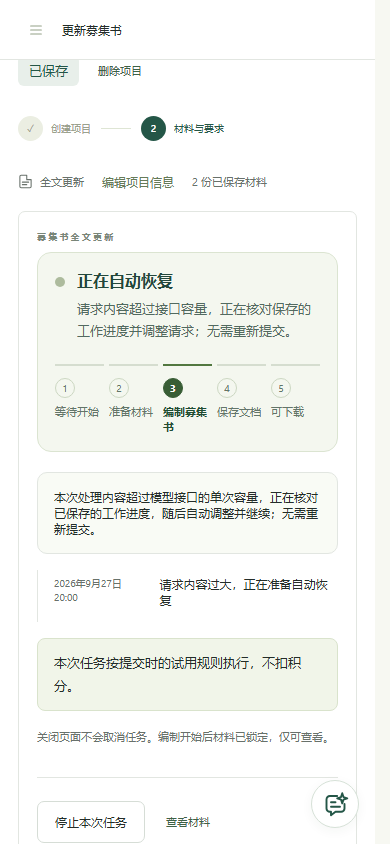 更新募集书
已保存
删除项目
✓ 创建项目
2 材料与要求
全文更新
编辑项目信息
2 份已保存材料
募集书全文更新
正在自动恢复
请求内容超过接口容量，正在核对保存的
工作进度并调整请求；无需重新提交。
1
2
3
4
5
等待开始
准备材料
编制募集
书
保存文档
可下载
本次处理内容超过模型接口的单次容量，正在核对
已保存的工作进度，随后自动调整并继续；无需重
新提交。
2026年9月27日
20:00
请求内容过大，正在准备自动恢
复
本次任务按提交时的试用规则执行，不扣积
分。
关闭页面不会取消任务。编制开始后材料已锁定，仅可查看。
停止本次任务
查看材料